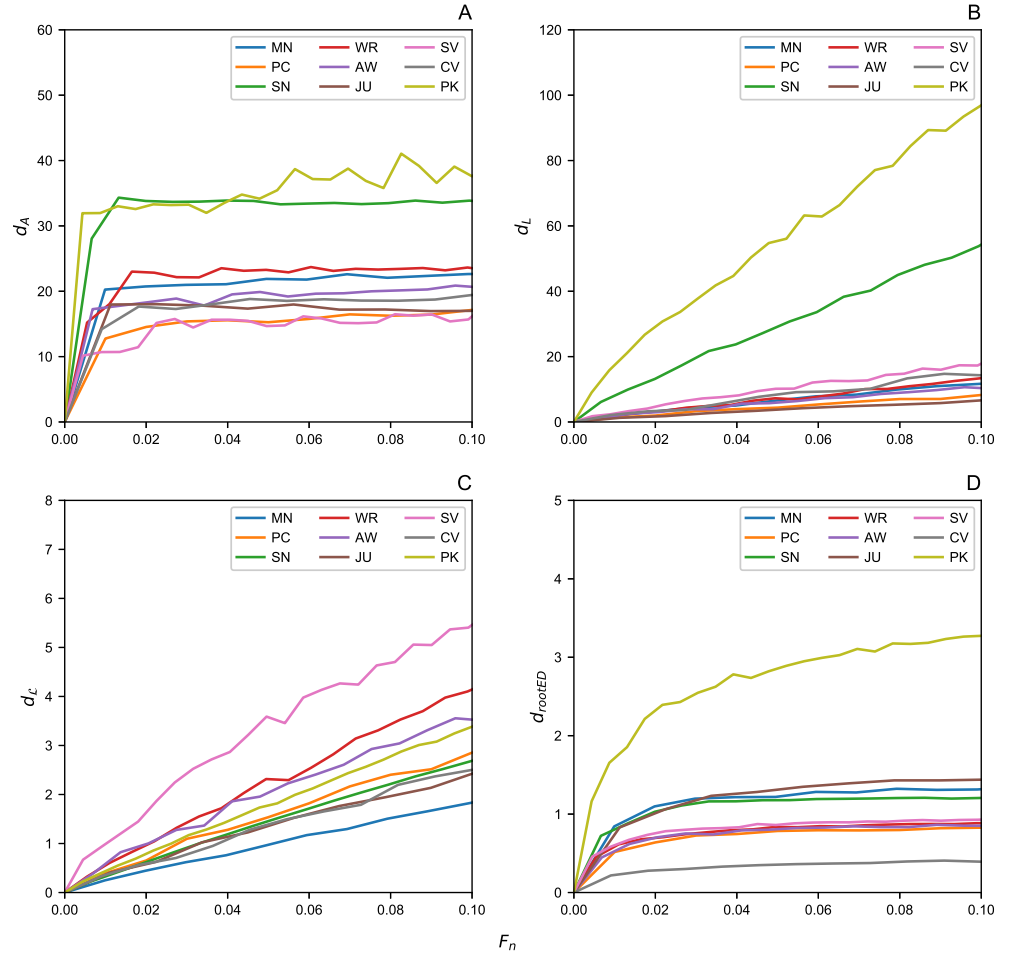 A
60
50
40
30
20
10
0
d_A
MN WR SV
PC AW CV
SN JU PK
0.00 0.02 0.04 0.06 0.08 0.10
B
120
100
80
60
40
20
0
d_L
MN WR SV
PC AW CV
SN JU PK
0.00 0.02 0.04 0.06 0.08 0.10
C
8
7
6
5
4
3
2
1
0
d_ℒ
MN WR SV
PC AW CV
SN JU PK
0.00 0.02 0.04 0.06 0.08 0.10
D
5
4
3
2
1
0
d_rootED
MN WR SV
PC AW CV
SN JU PK
0.00 0.02 0.04 0.06 0.08 0.10
F_n